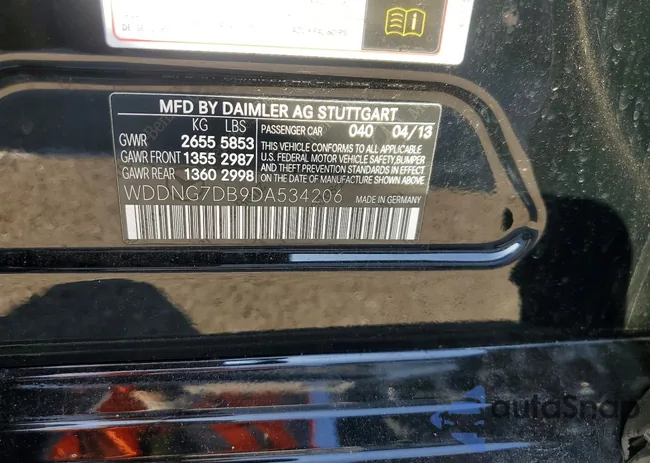 MFD BY DAIMLER AG STUTTGART
KG LBS
GVWR 2655 5853
GAWR FRONT 1355 2987
GAWR REAR 1360 2998
PASSENGER CAR 040 04/13
THIS VEHICLE CONFORMS TO ALL APPLICABLE
U.S. FEDERAL MOTOR VEHICLE SAFETY, BUMPER
AND THEFT PREVENTION STANDARDS IN EFFECT
ON THE DATE OF MANUFACTURE SHOWN ABOVE.
WDDNG7DB9DA534206 MADE IN GERMANY
autoSnap